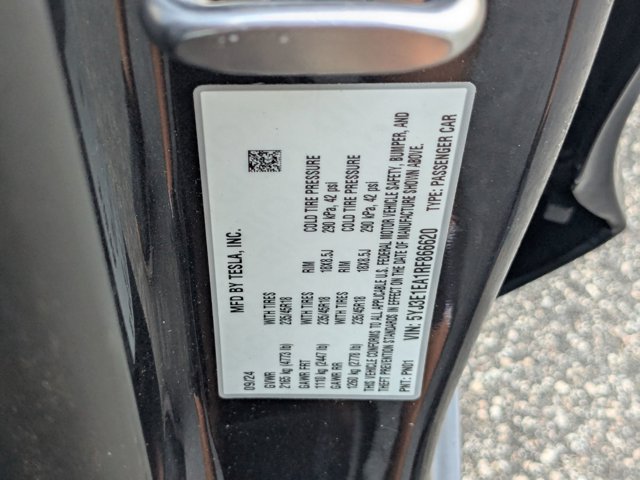 MFD BY TESLA, INC.
09/24
GVWR
2165 kg (4773 lb)
GAWR FRT WITH TIRES RIM COLD TIRE PRESSURE
1110 kg (2447 lb) 235/45R18 18X8.5J 290 kPa, 42 psi
GAWR RR WITH TIRES RIM COLD TIRE PRESSURE
1260 kg (2778 lb) 235/45R18 18X8.5J 290 kPa, 42 psi
THIS VEHICLE CONFORMS TO ALL APPLICABLE U.S. FEDERAL MOTOR VEHICLE SAFETY, BUMPER, AND
THEFT PREVENTION STANDARDS IN EFFECT ON THE DATE OF MANUFACTURE SHOWN ABOVE.
PNT: PN01 VIN: 5YJ3E1EA1RF866620 TYPE: PASSENGER CAR